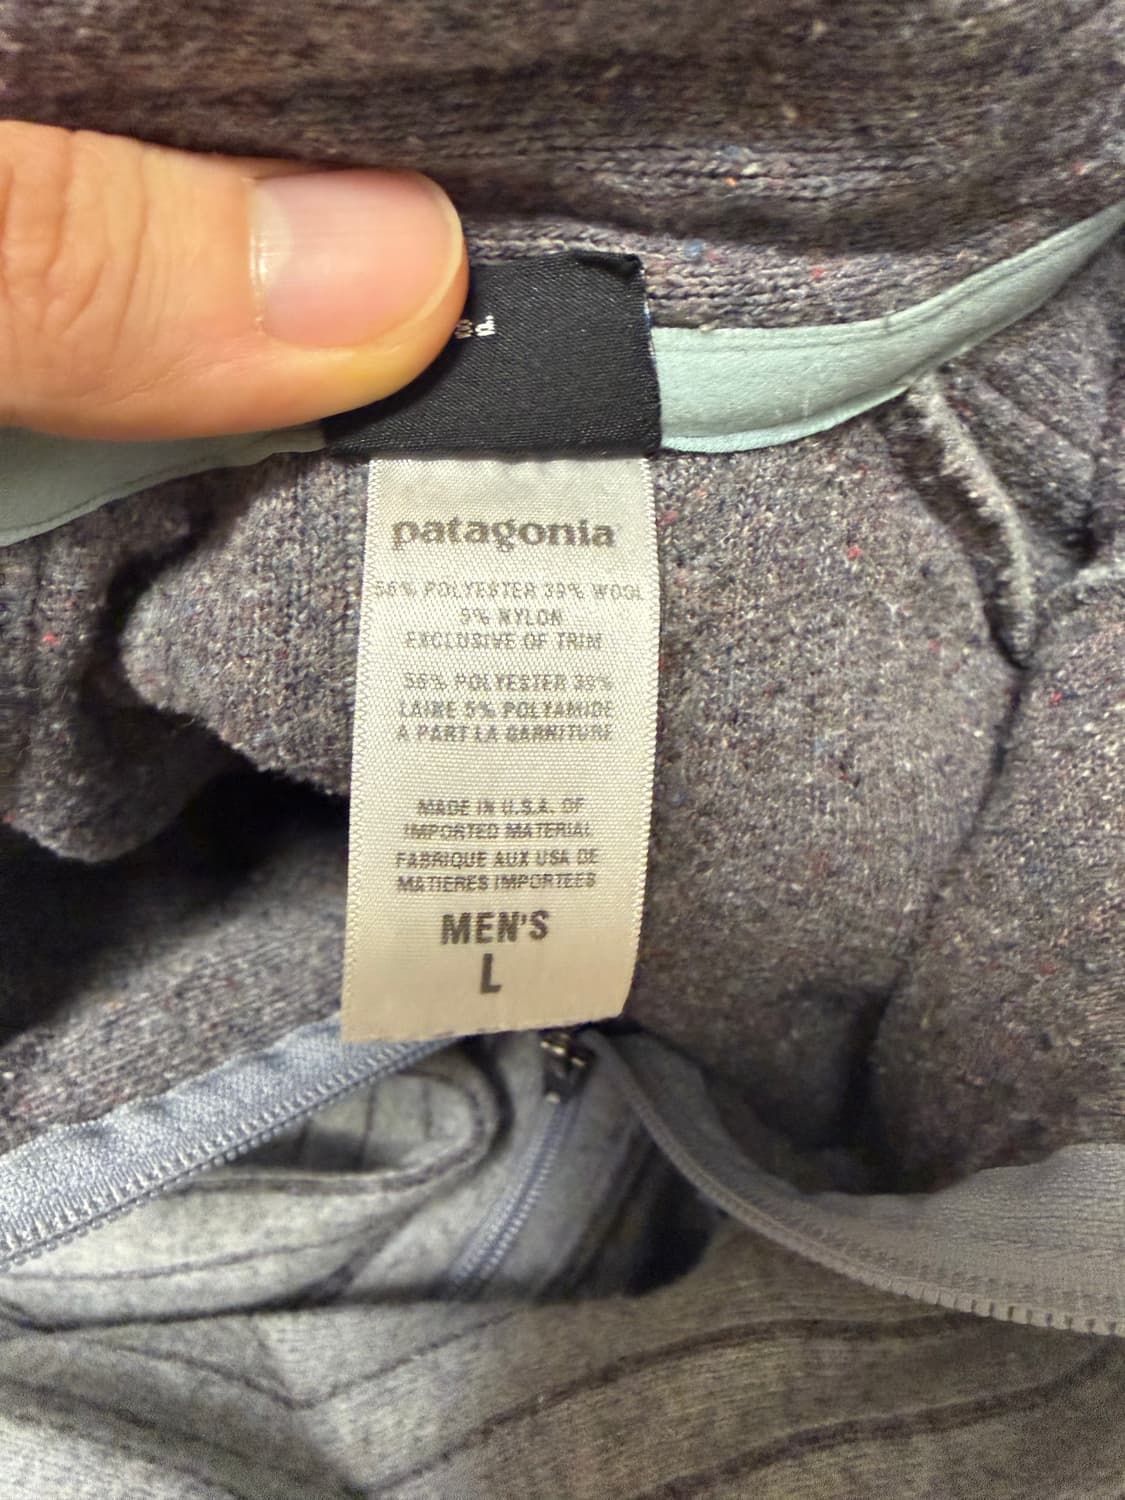 patagonia
56% POLYESTER 39% WOOL
5% NYLON
EXCLUSIVE OF TRIM
56% POLYESTER 39%
LAINE 5% POLYAMIDE
A PART LA GARNITURE
MADE IN U.S.A. OF
IMPORTED MATERIAL
FABRIQUE AUX USA DE
MATIERES IMPORTEES
MEN'S
L